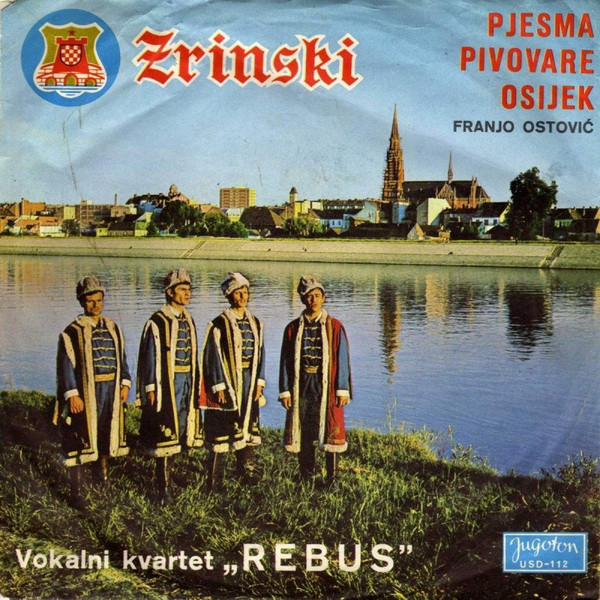 Zrinski
PJESMA
PIVOVARE
OSIJEK
FRANJO OSTOVIĆ
Vokalni kvartet „REBUS”
Jugoton
USD-112